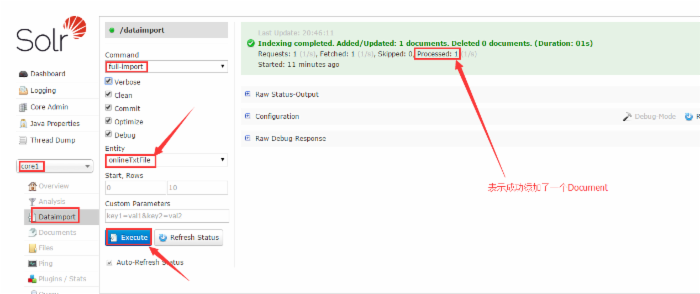 Solr
Dashboard
Logging
Core Admin
Java Properties
Thread Dump
core1
Overview
Analysis
Dataimport
Documents
Files
Ping
Plugins / Stats
/dataimport
Command
full-import
Verbose
Clean
Commit
Optimize
Debug
Entity
onlineTxtFile
Start, Rows
0 10
Custom Parameters
key1=val1&key2=val2
Execute Refresh Status
Auto-Refresh Status
Last Update: 20:46:11
Indexing completed. Added/Updated: 1 documents. Deleted 0 documents. (Duration: 01s)
Requests: 1 (1/s), Fetched: 1 (1/s), Skipped: 0, Processed: 1 (1/s)
Started: 11 minutes ago
Raw Status-Output
Configuration Debug-Mode
Raw Debug-Response
表示成功添加了一个Document